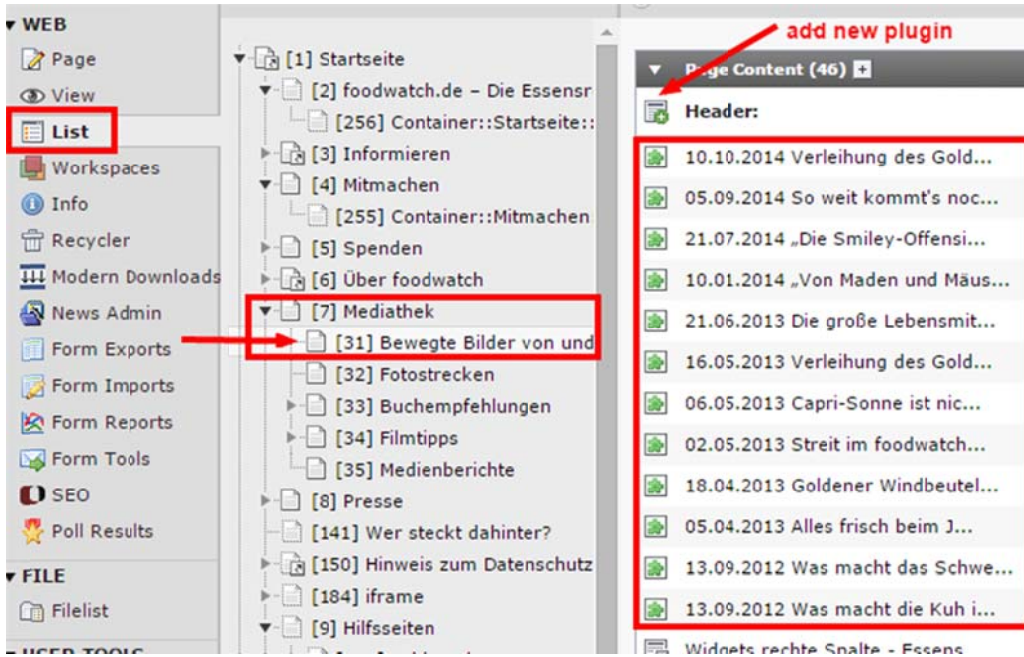 WEB
Page
View
List
Workspaces
Info
Recycler
Modern Downloads
News Admin
Form Exports
Form Imports
Form Reports
Form Tools
SEO
Poll Results
FILE
Filelist
USER TOOLS
[1] Startseite
[2] foodwatch.de – Die Essensr
[256] Container::Startseite::
[3] Informieren
[4] Mitmachen
[255] Container::Mitmachen
[5] Spenden
[6] Über foodwatch
[7] Mediathek
[31] Bewegte Bilder von und
[32] Fotostrecken
[33] Buchempfehlungen
[34] Filmtipps
[35] Medienberichte
[8] Presse
[141] Wer steckt dahinter?
[150] Hinweis zum Datenschutz
[184] iframe
[9] Hilfsseiten
add new plugin
Page Content (46)
Header:
10.10.2014 Verleihung des Gold...
05.09.2014 So weit kommt's noc...
21.07.2014 „Die Smiley-Offensi...
10.01.2014 „Von Maden und Mäus...
21.06.2013 Die große Lebensmit...
16.05.2013 Verleihung des Gold...
06.05.2013 Capri-Sonne ist nic...
02.05.2013 Streit im foodwatch...
18.04.2013 Goldener Windbeutel...
05.04.2013 Alles frisch beim J...
13.09.2012 Was macht das Schwe...
13.09.2012 Was macht die Kuh i...
Widgets rechte Spalte - Essens